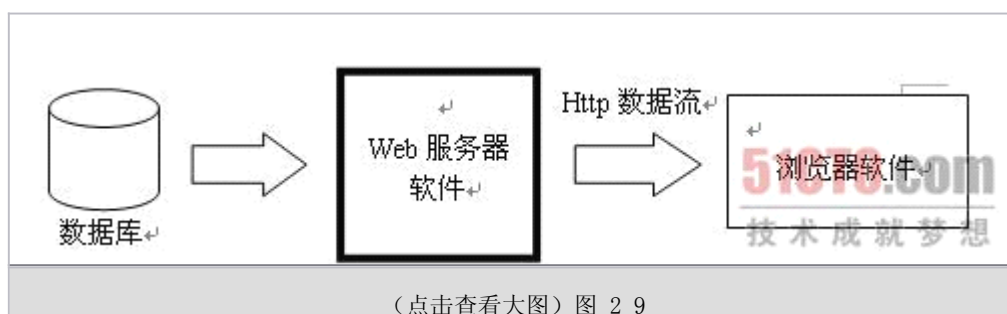 数据库
Web 服务器
软件
Http 数据流
浏览器软件
51CTO.com
技术成就梦想
（点击查看大图）图 2 9